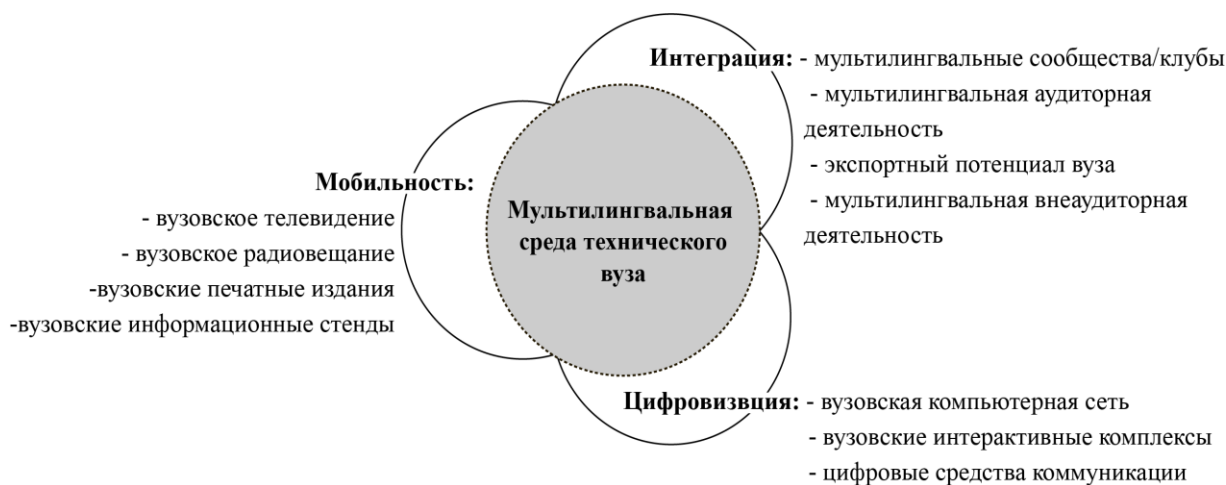 Интеграция: - мультилингвальные сообщества/клубы
- мультилингвальная аудиторная
деятельность
- экспортный потенциал вуза
- мультилингвальная внеаудиторная
деятельность
Мобильность:
- вузовское телевидение
- вузовское радиовещание
-вузовские печатные издания
-вузовские информационные стенды
Мультилингвальная
среда технического
вуза
Цифровизвция: - вузовская компьютерная сеть
- вузовские интерактивные комплексы
- цифровые средства коммуникации